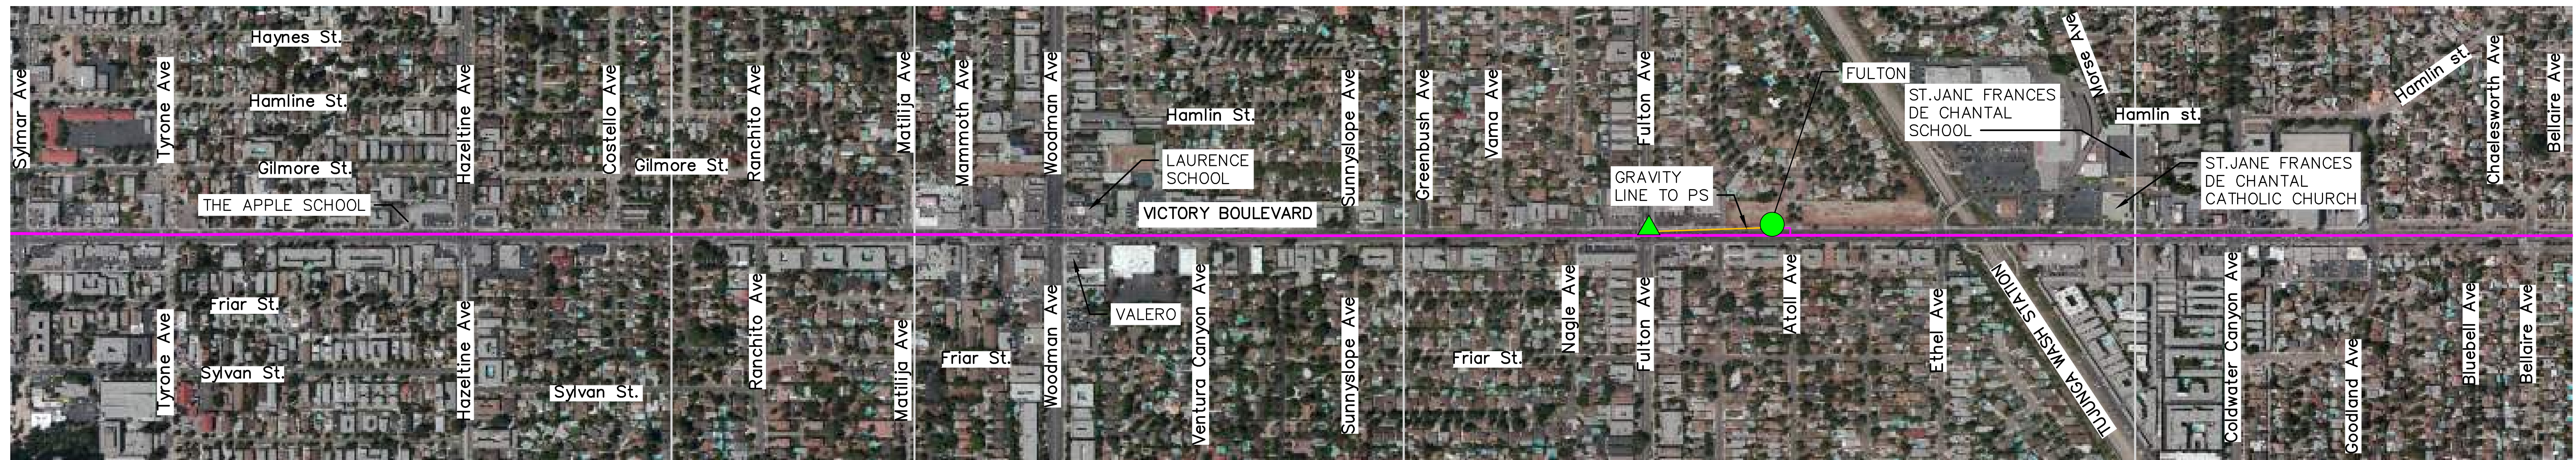 Haynes St.
Sylmar Ave
Tyrone Ave
Hamline St.
Gilmore St.
THE APPLE SCHOOL
Hazeltine Ave
Costello Ave
Gilmore St.
Ranchito Ave
Matilija Ave
Mammoth Ave
Woodman Ave
LAURENCE
SCHOOL
Hamlin St.
VICTORY BOULEVARD
Sunnyslope Ave
Greenbush Ave
Vama Ave
Fulton Ave
GRAVITY
LINE TO PS
FULTON
ST.JANE FRANCES
DE CHANTAL
SCHOOL
Morse Ave
Hamlin st.
ST.JANE FRANCES
DE CHANTAL
CATHOLIC CHURCH
Hamlin st.
Chaelesworth Ave
Bellaire Ave
Tyrone Ave
Friar St.
Sylvan St.
Hazeltine Ave
Sylvan St.
Ranchito Ave
Matilija Ave
Friar St.
Woodman Ave
VALERO
Ventura Canyon Ave
Sunnyslope Ave
Friar St.
Nagle Ave
Fulton Ave
Atoll Ave
Ethel Ave
TUJUNGA WASH STATION
Coldwater Canyon Ave
Goodland Ave
Bluebell Ave
Bellaire Ave